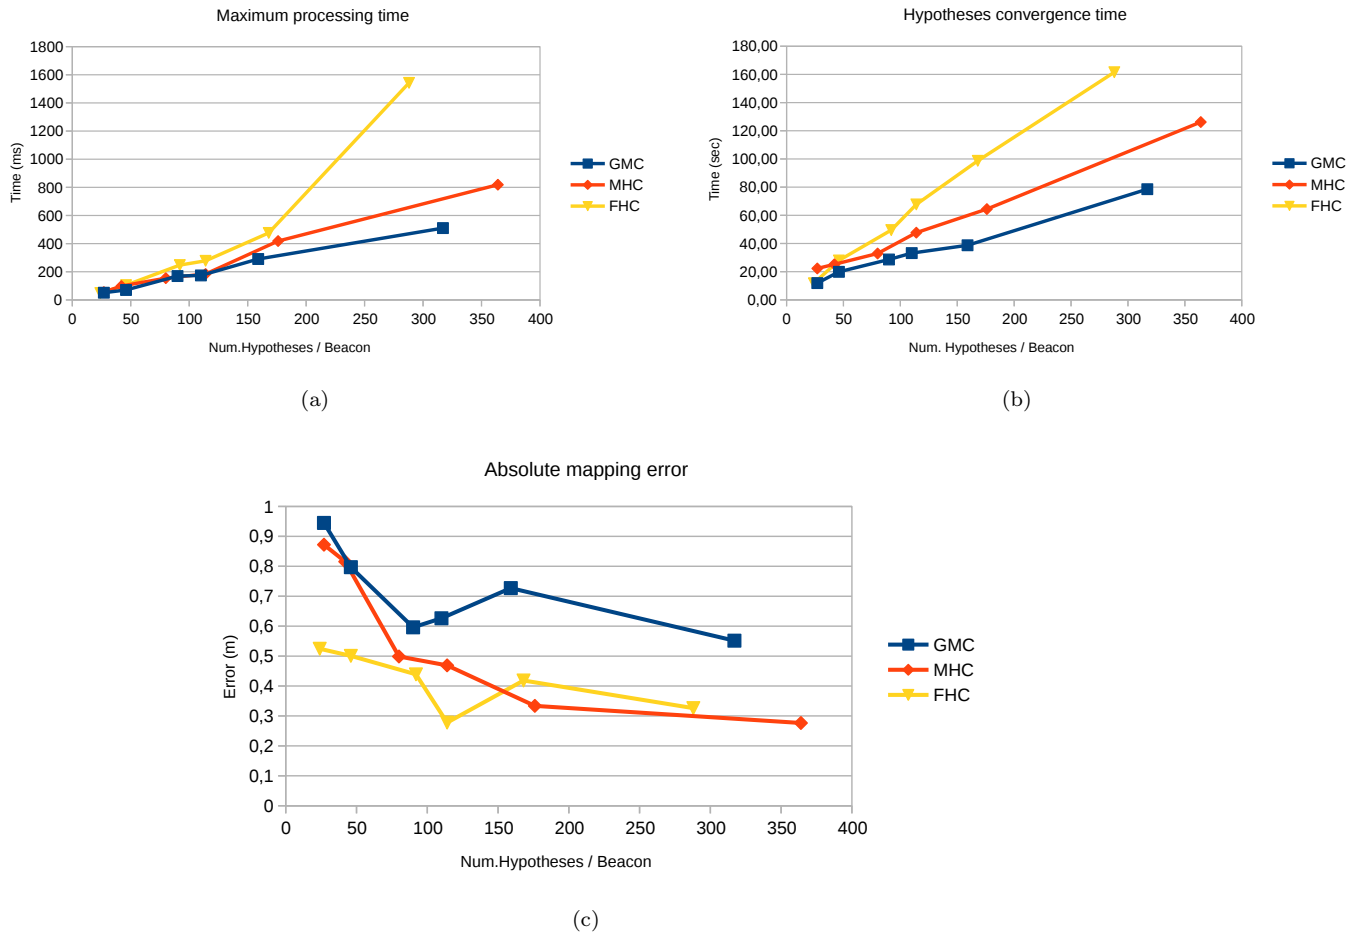 Maximum processing time
1800
1600
1400
1200
1000
800
600
400
200
0
Time (ms)
0 50 100 150 200 250 300 350 400
Num.Hypotheses / Beacon
GMC
MHC
FHC
(a)
Hypotheses convergence time
180,00
160,00
140,00
120,00
100,00
80,00
60,00
40,00
20,00
0,00
Time (sec)
0 50 100 150 200 250 300 350 400
Num. Hypotheses / Beacon
GMC
MHC
FHC
(b)
Absolute mapping error
1
0,9
0,8
0,7
0,6
0,5
0,4
0,3
0,2
0,1
0
Error (m)
0 50 100 150 200 250 300 350 400
Num.Hypotheses / Beacon
GMC
MHC
FHC
(c)